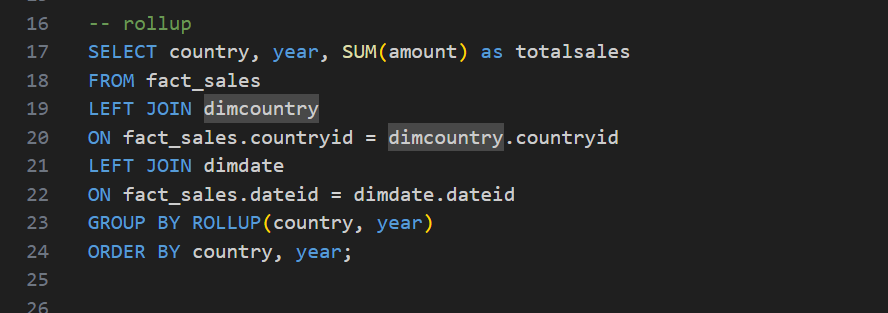 16 -- rollup
17 SELECT country, year, SUM(amount) as totalsales
18 FROM fact_sales
19 LEFT JOIN dimcountry
20 ON fact_sales.countryid = dimcountry.countryid
21 LEFT JOIN dimdate
22 ON fact_sales.dateid = dimdate.dateid
23 GROUP BY ROLLUP(country, year)
24 ORDER BY country, year;
25
26